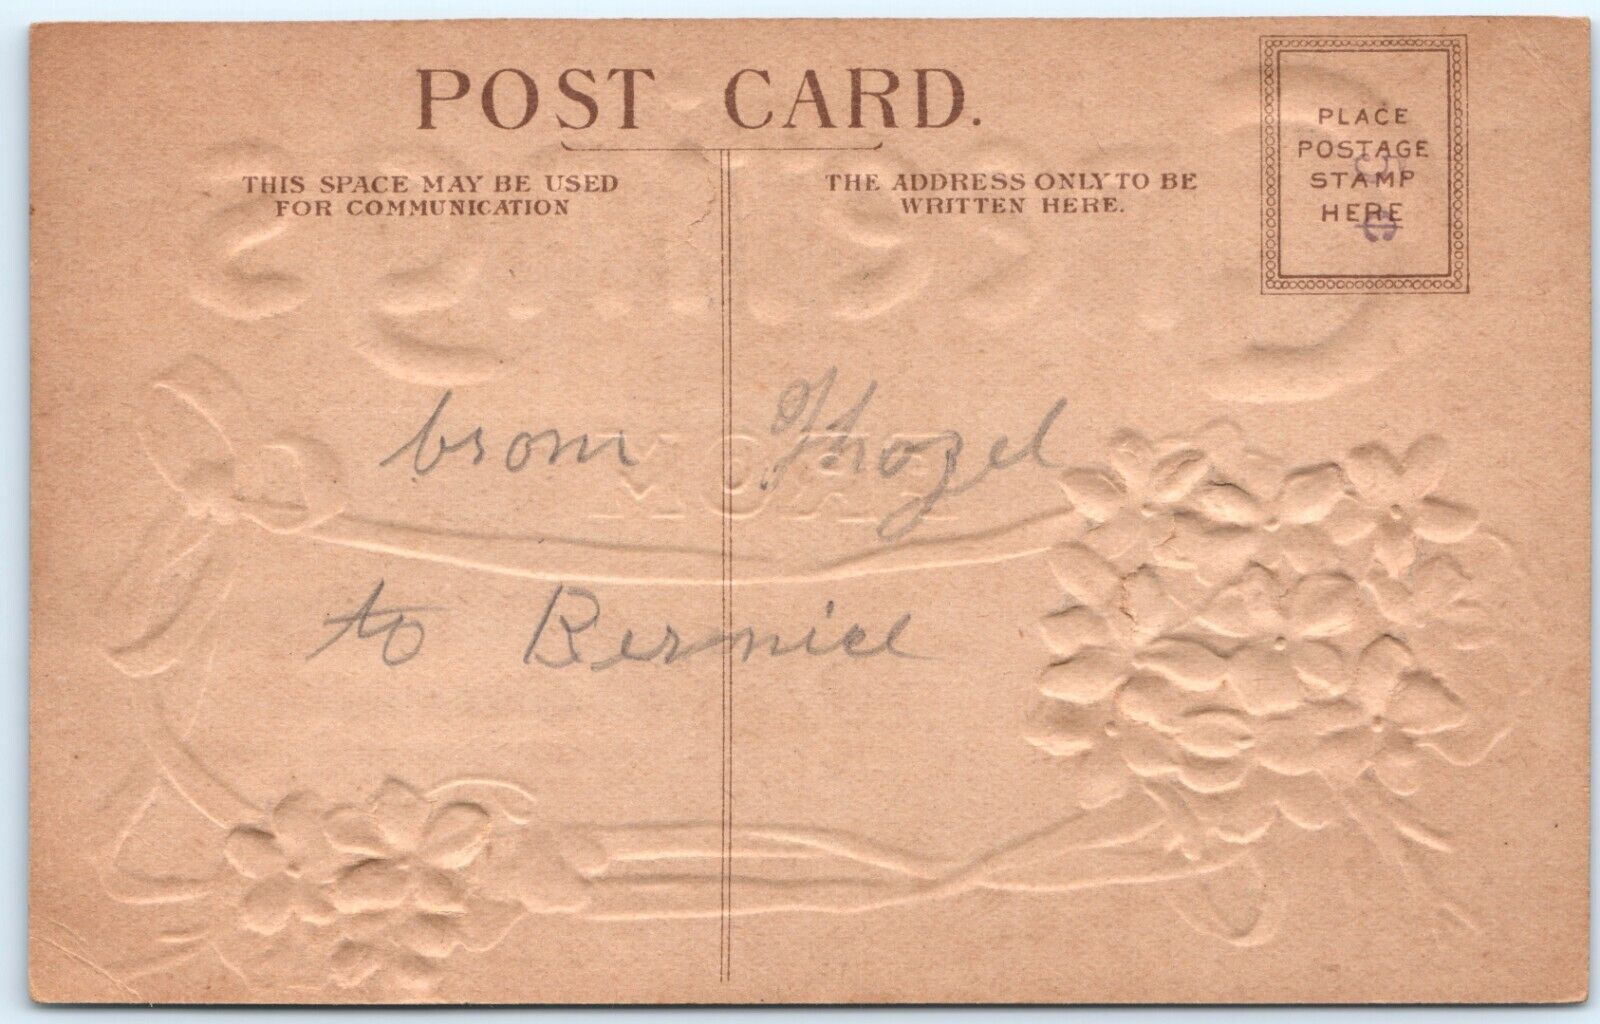 POST CARD.
THIS SPACE MAY BE USED
FOR COMMUNICATION
THE ADDRESS ONLY TO BE
WRITTEN HERE.
PLACE
POSTAGE
STAMP
HERE
from Hazel
to Bernice